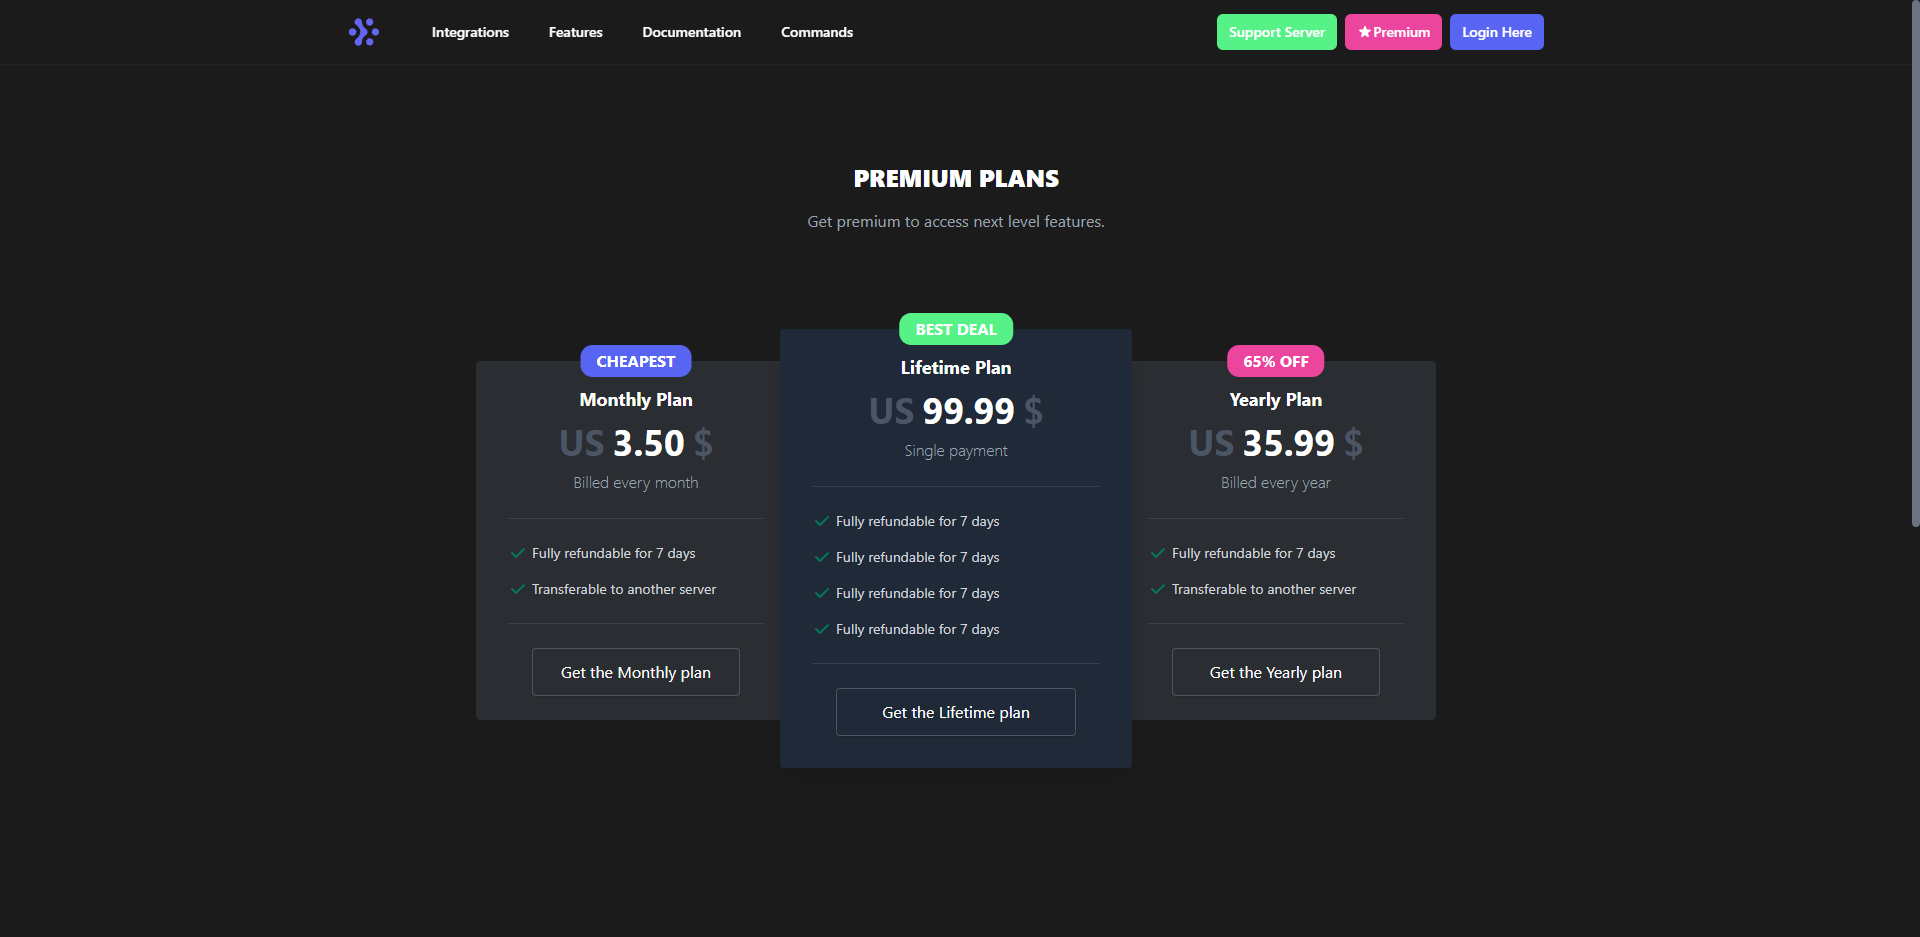 Integrations Features Documentation Commands Support Server Premium Login Here
PREMIUM PLANS
Get premium to access next level features.
CHEAPEST
Monthly Plan
US 3.50 $
Billed every month
Fully refundable for 7 days
Transferable to another server
Get the Monthly plan
BEST DEAL
Lifetime Plan
US 99.99 $
Single payment
Fully refundable for 7 days
Fully refundable for 7 days
Fully refundable for 7 days
Fully refundable for 7 days
Get the Lifetime plan
65% OFF
Yearly Plan
US 35.99 $
Billed every year
Fully refundable for 7 days
Transferable to another server
Get the Yearly plan